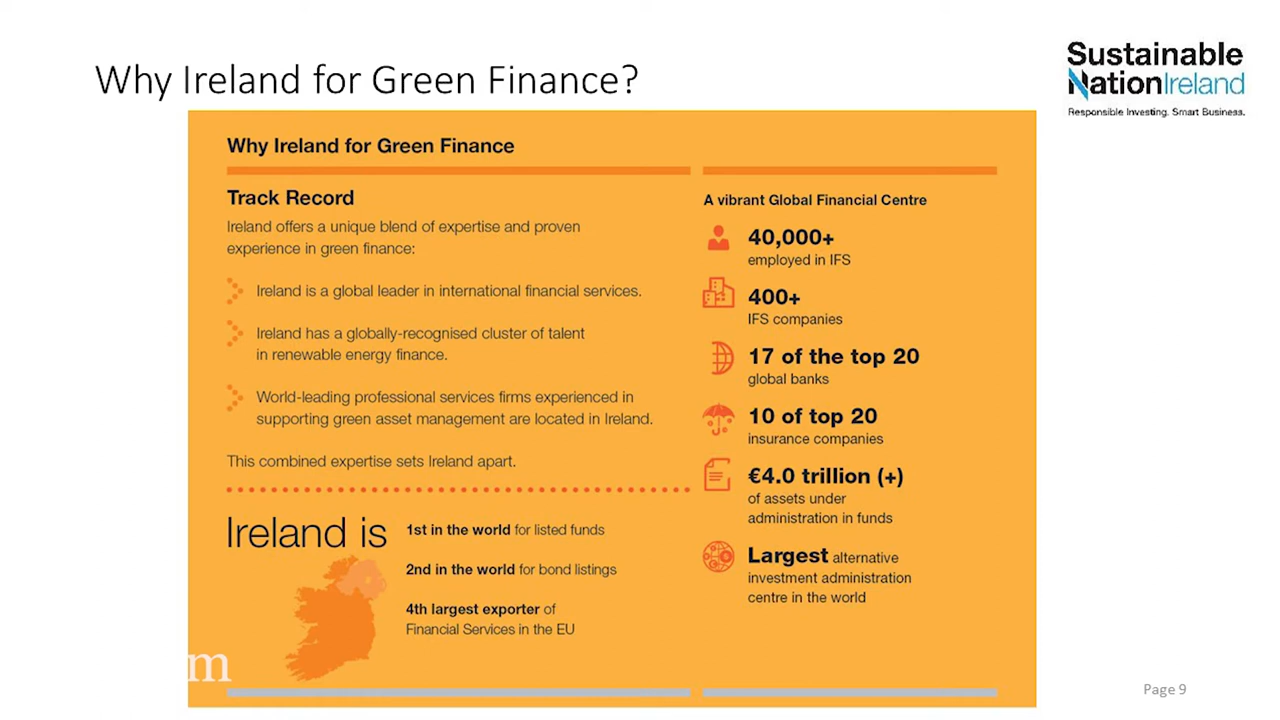 Why Ireland for Green Finance?
Sustainable
NationIreland
Responsible Investing. Smart Business.
Why Ireland for Green Finance
Track Record
Ireland offers a unique blend of expertise and proven
experience in green finance:
Ireland is a global leader in international financial services.
Ireland has a globally-recognised cluster of talent
in renewable energy finance.
World-leading professional services firms experienced in
supporting green asset management are located in Ireland.
This combined expertise sets Ireland apart.
Ireland is
1st in the world for listed funds
2nd in the world for bond listings
4th largest exporter of
Financial Services in the EU
A vibrant Global Financial Centre
40,000+
employed in IFS
400+
IFS companies
17 of the top 20
global banks
10 of top 20
insurance companies
€4.0 trillion (+)
of assets under
administration in funds
Largest alternative
investment administration
centre in the world
m
Page 9